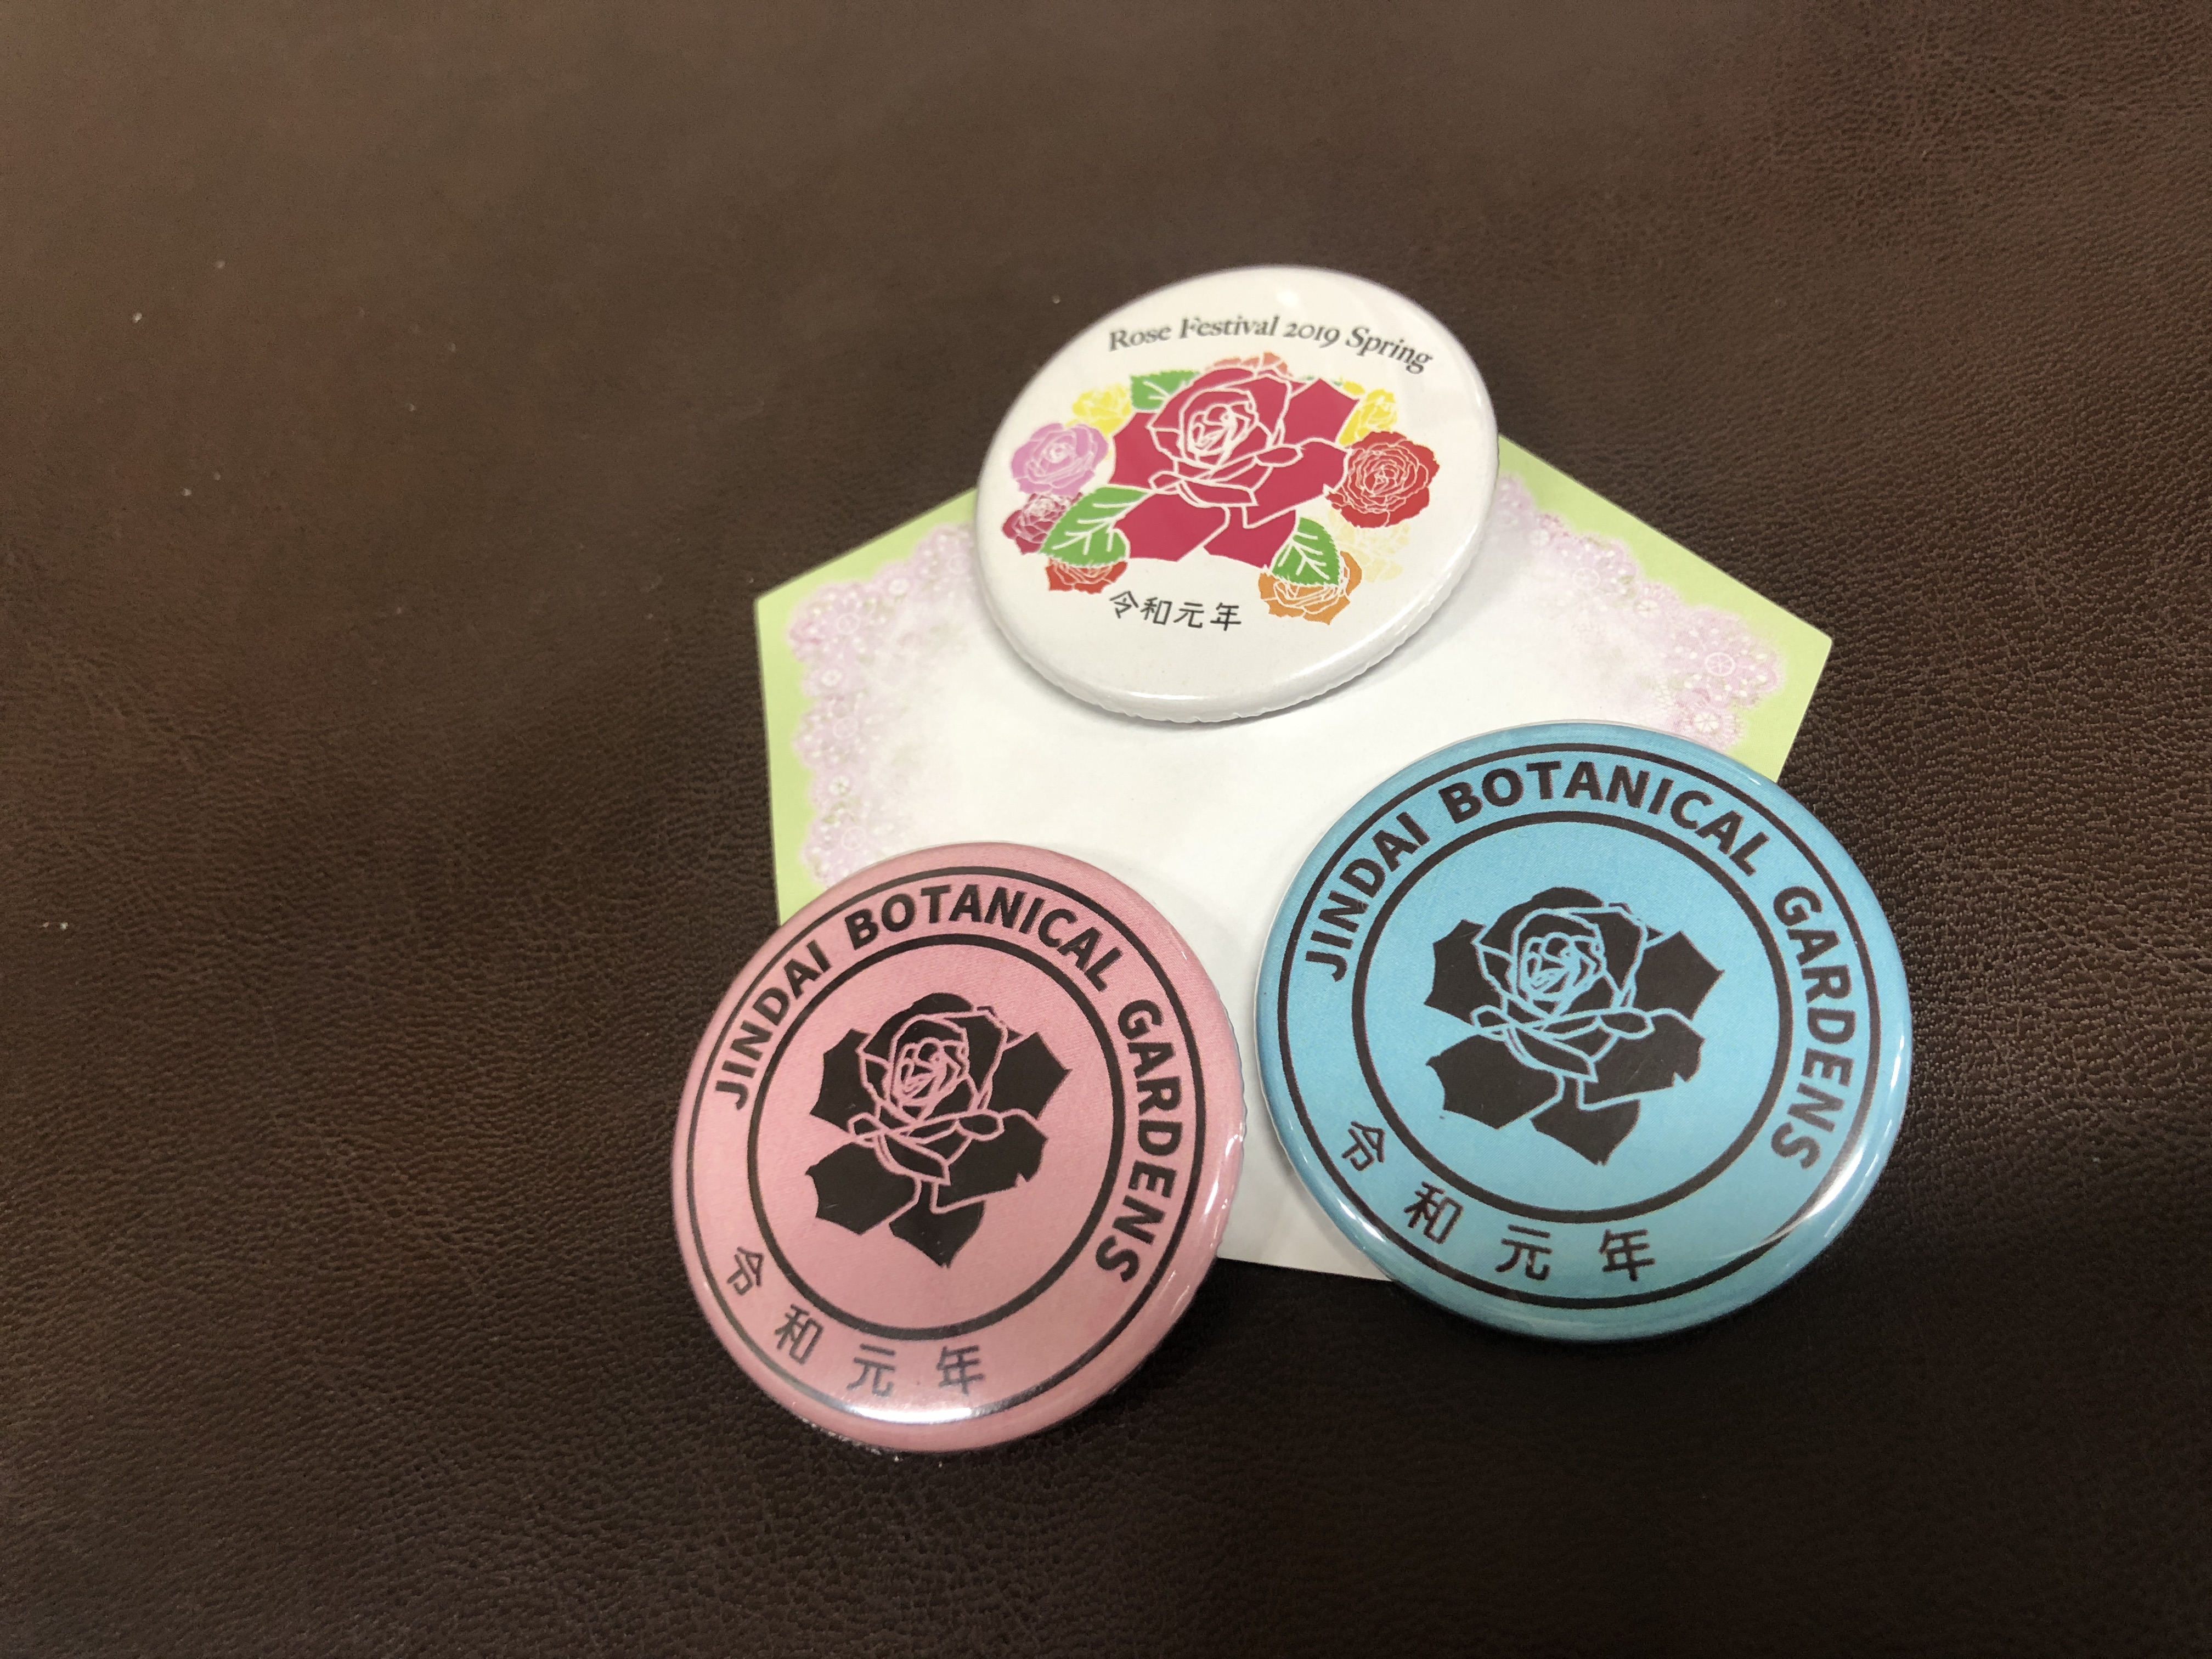 Rose Festival 2019 Spring
令和元年
JINDAI BOTANICAL GARDENS
令和元年
JINDAI BOTANICAL GARDENS
令和元年